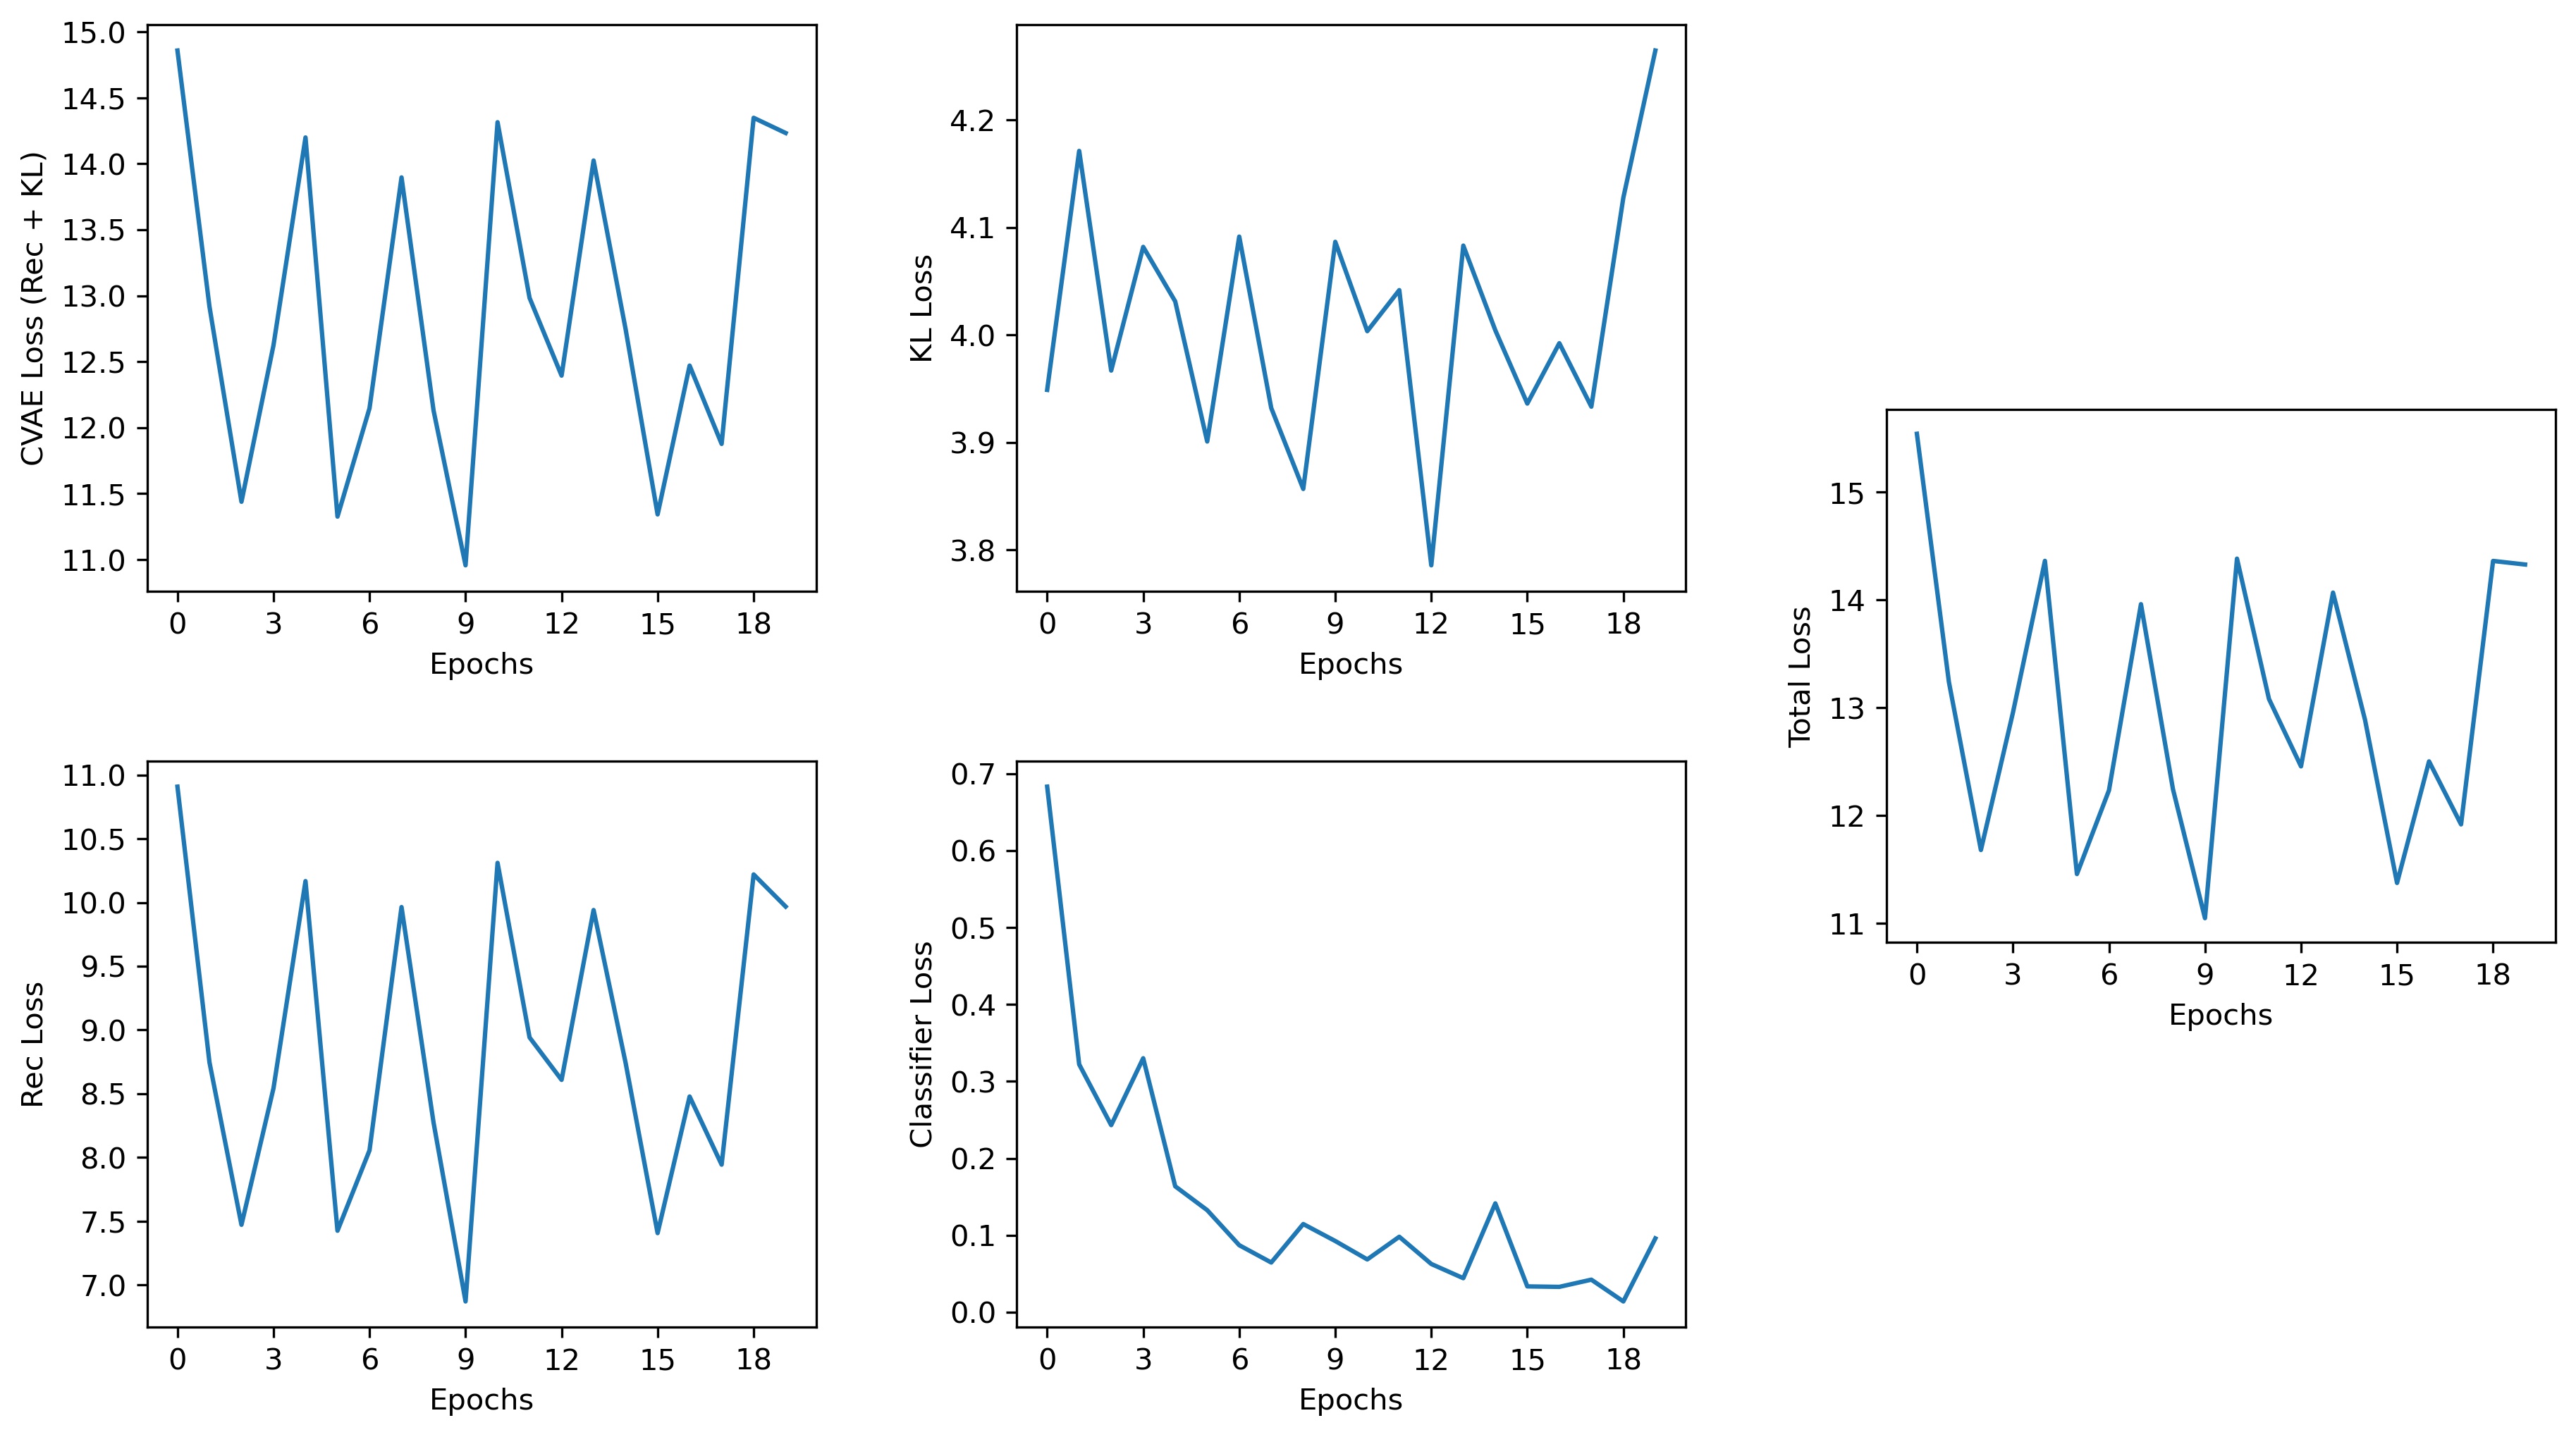 CVAE Loss (Rec + KL)
15.0
14.5
14.0
13.5
13.0
12.5
12.0
11.5
11.0
0 3 6 9 12 15 18
Epochs
KL Loss
4.2
4.1
4.0
3.9
3.8
0 3 6 9 12 15 18
Epochs
Rec Loss
11.0
10.5
10.0
9.5
9.0
8.5
8.0
7.5
7.0
0 3 6 9 12 15 18
Epochs
Classifier Loss
0.7
0.6
0.5
0.4
0.3
0.2
0.1
0.0
0 3 6 9 12 15 18
Epochs
Total Loss
15
14
13
12
11
0 3 6 9 12 15 18
Epochs